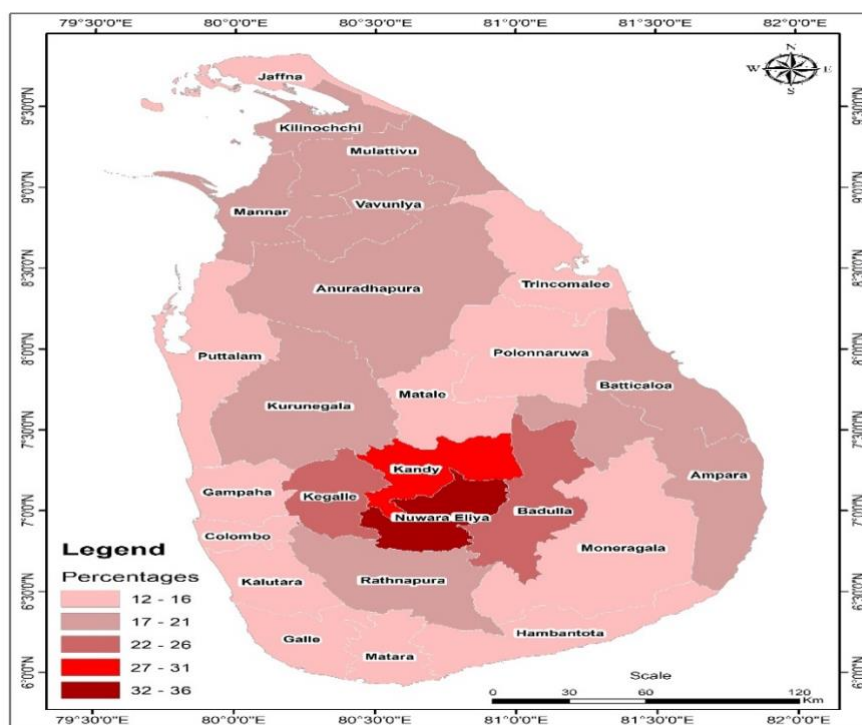 79°30'0"E 80°0'0"E 80°30'0"E 81°0'0"E 81°30'0"E 82°0'0"E
N
W E
S
9°30'0"N 9°30'0"N
9°0'0"N 9°0'0"N
8°30'0"N 8°30'0"N
8°0'0"N 8°0'0"N
7°30'0"N 7°30'0"N
7°0'0"N 7°0'0"N
6°30'0"N 6°30'0"N
6°0'0"N 6°0'0"N
Jaffna
Kilinochchi
Mulattivu
Vavunlya
Mannar
Anuradhapura
Trincomalee
Puttalam
Polonnaruwa
Batticaloa
Matale
Kurunegala
Kandy
Ampara
Gampaha
Kegalle
Nuwara Eliya
Badulla
Colombo
Moneragala
Kalutara
Rathnapura
Galle
Hambantota
Matara
Legend
Percentages
12 - 16
17 - 21
22 - 26
27 - 31
32 - 36
Scale
0 30 60 120
Km
79°30'0"E 80°0'0"E 80°30'0"E 81°0'0"E 81°30'0"E 82°0'0"E